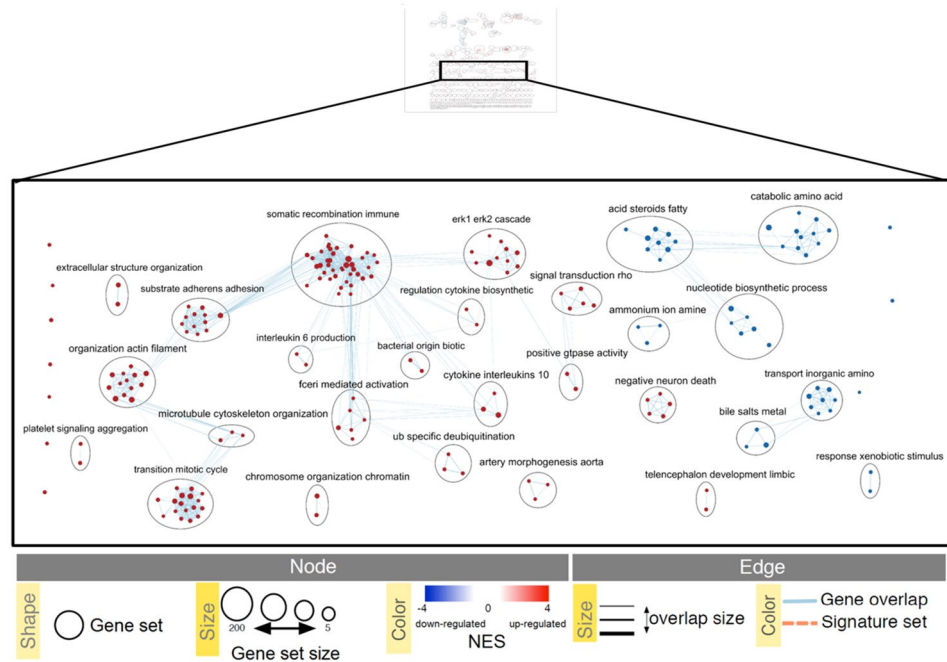 somatic recombination immune
erk1 erk2 cascade
acid steroids fatty
catabolic amino acid
extracellular structure organization
substrate adherens adhesion
signal transduction rho
regulation cytokine biosynthetic
nucleotide biosynthetic process
ammonium ion amine
interleukin 6 production
bacterial origin biotic
organization actin filament
positive gtpase activity
fceri mediated activation
cytokine interleukins 10
negative neuron death
transport inorganic amino
microtubule cytoskeleton organization
bile salts metal
platelet signaling aggregation
ub specific deubiquitination
transition mitotic cycle
chromosome organization chromatin
artery morphogenesis aorta
telencephalon development limbic
response xenobiotic stimulus
Node
Edge
Shape
Gene set
Size
200
5
Gene set size
Color
-4
0
4
down-regulated
up-regulated
NES
Size
overlap size
Color
Gene overlap
Signature set